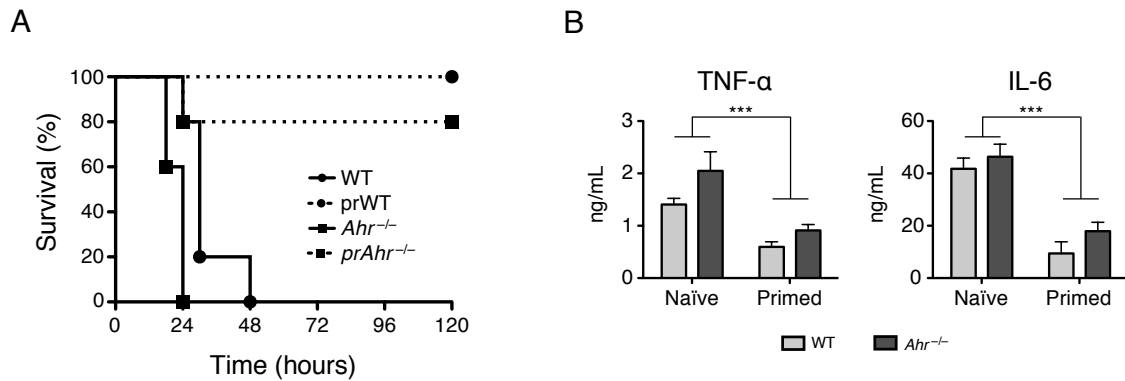 A
Survival (%)
100
80
60
40
20
0
0 24 48 72 96 120
Time (hours)
WT
prWT
Ahr−/−
prAhr−/−
B
TNF-α
ng/mL
3
2
1
0
***
Naïve Primed
IL-6
ng/mL
60
40
20
0
***
Naïve Primed
WT Ahr−/−